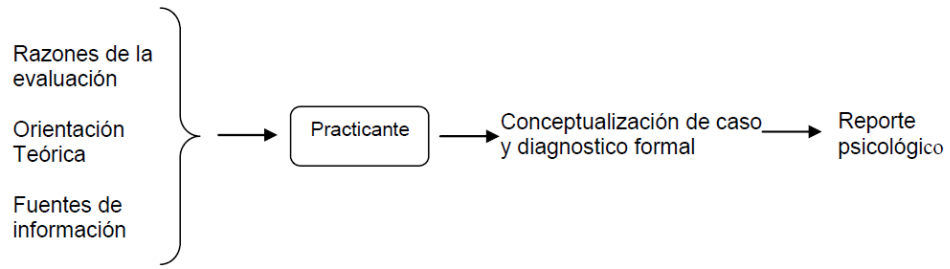 Razones de la
evaluación
Orientación
Teórica
Fuentes de
información
Practicante
Conceptualización de caso
y diagnostico formal
Reporte
psicológico